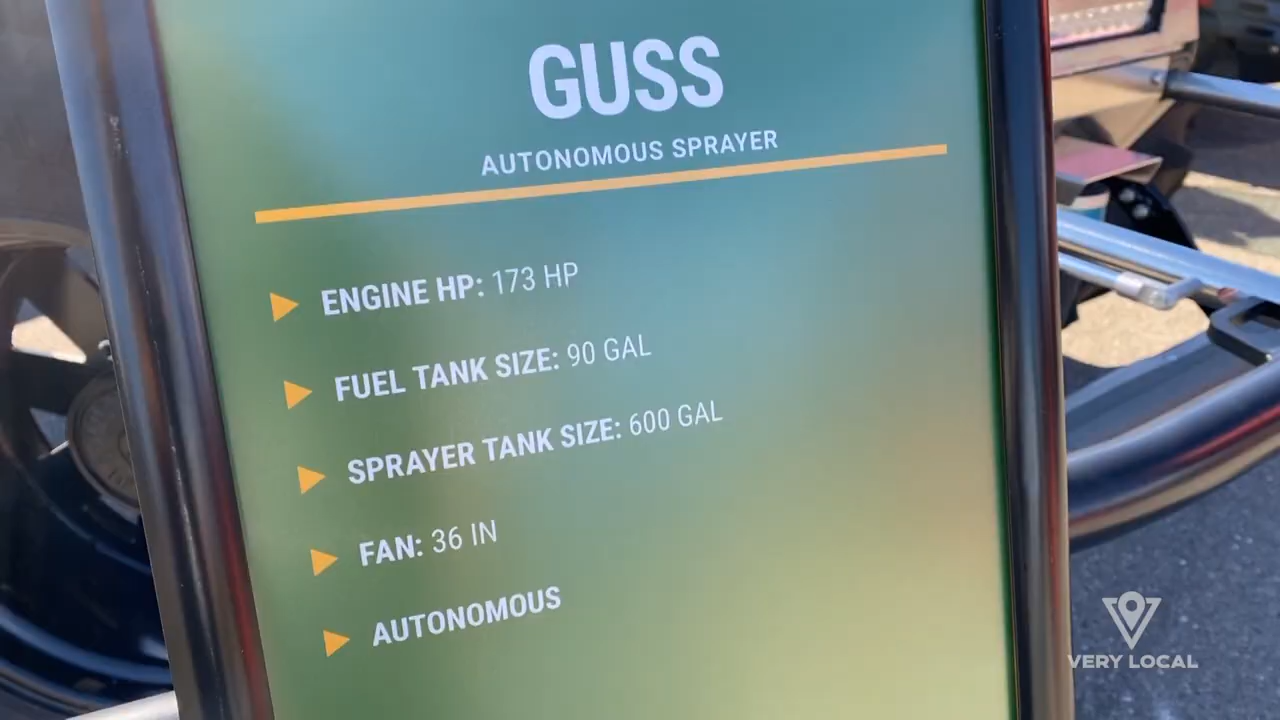 GUSS
AUTONOMOUS SPRAYER
ENGINE HP: 173 HP
FUEL TANK SIZE: 90 GAL
SPRAYER TANK SIZE: 600 GAL
FAN: 36 IN
AUTONOMOUS
VERY LOCAL